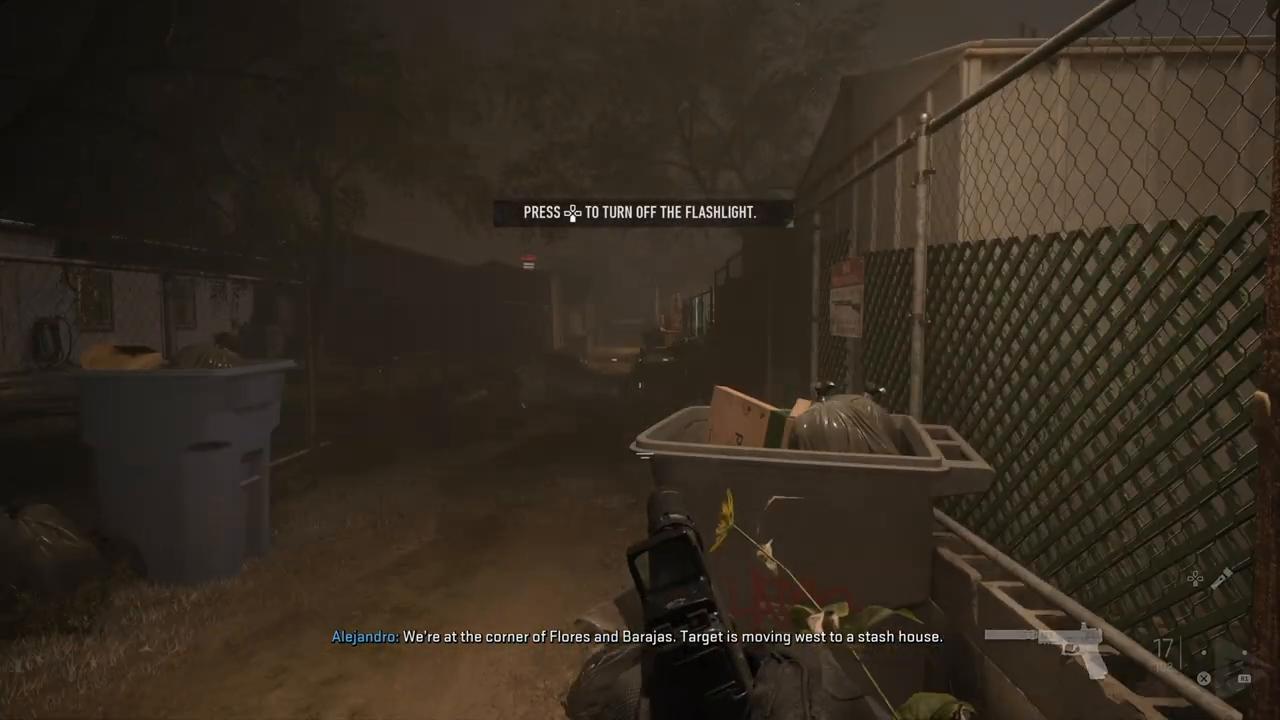 PRESS TO TURN OFF THE FLASHLIGHT.
Alejandro: We're at the corner of Flores and Barajas. Target is moving west to a stash house.
17
R1